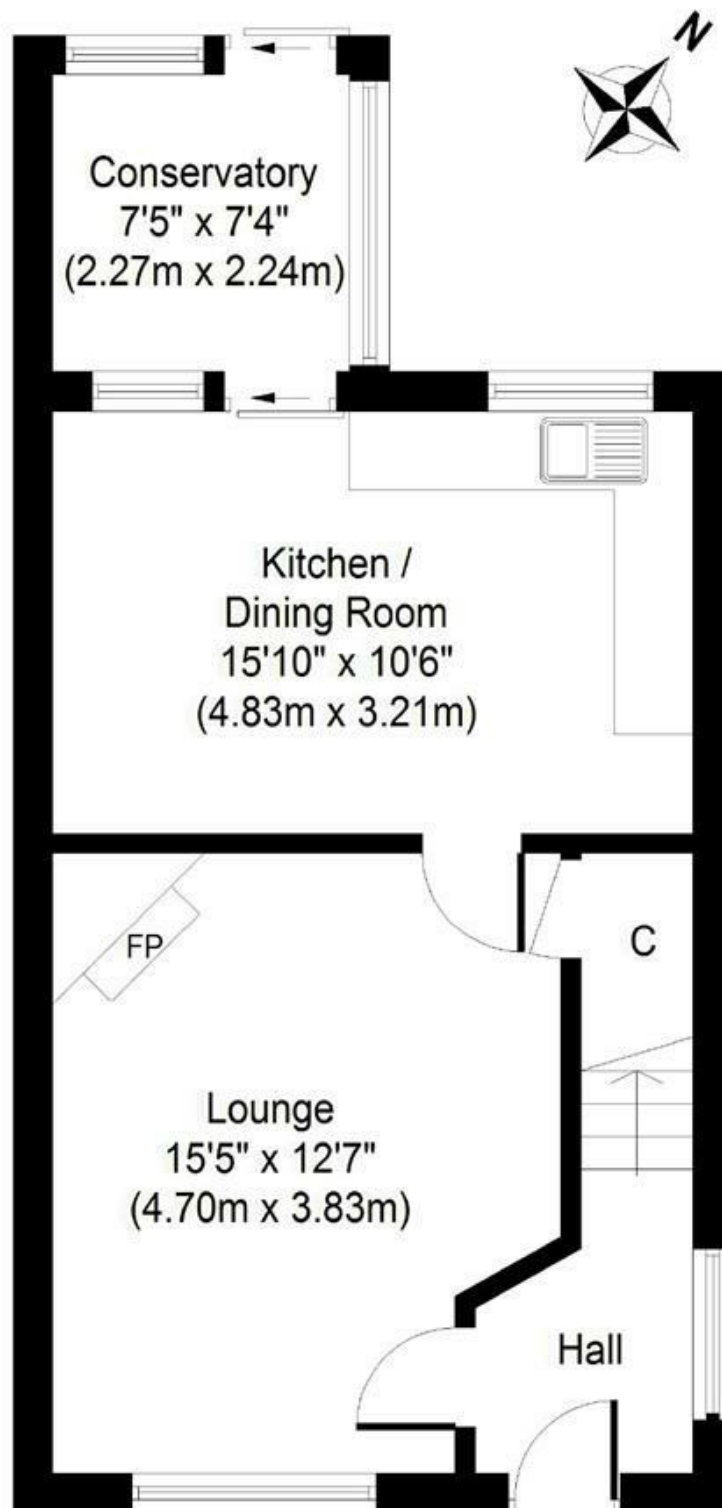 N
Conservatory
7'5" x 7'4"
(2.27m x 2.24m)
Kitchen /
Dining Room
15'10" x 10'6"
(4.83m x 3.21m)
FP
C
Lounge
15'5" x 12'7"
(4.70m x 3.83m)
Hall